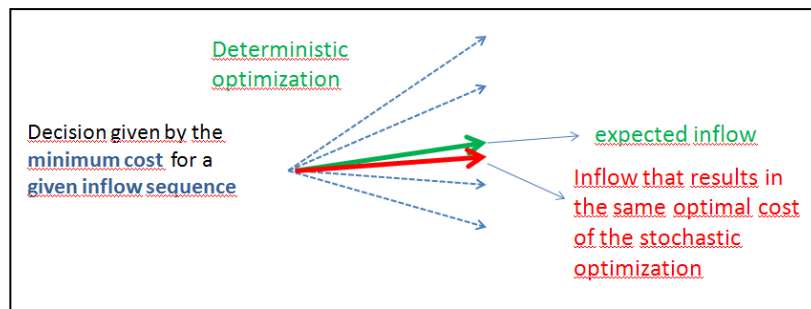 Deterministic
optimization
Decision given by the
minimum cost for a
given inflow sequence
expected inflow
Inflow that results in
the same optimal cost
of the stochastic
optimization